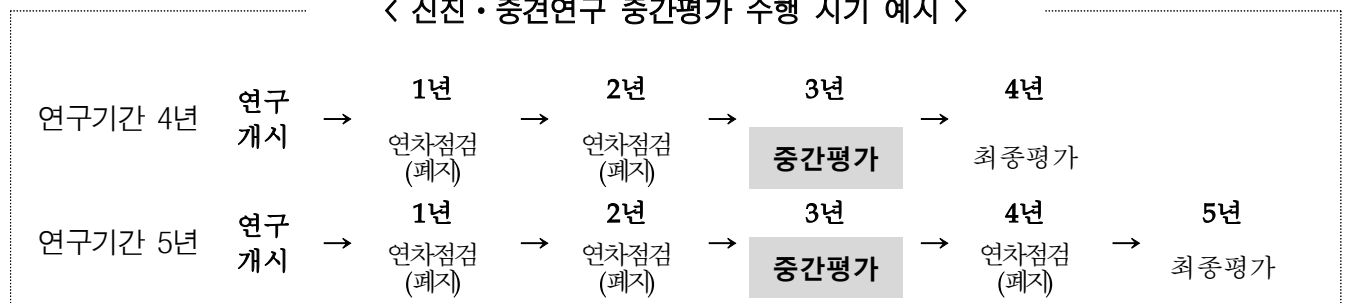 < 신진・중견연구 중간평가 수행 시기 예시 >
연구기간 4년 연구 개시 → 1년 연차점검 (폐지) → 2년 연차점검 (폐지) → 3년 중간평가 → 4년 최종평가
연구기간 5년 연구 개시 → 1년 연차점검 (폐지) → 2년 연차점검 (폐지) → 3년 중간평가 → 4년 연차점검 (폐지) → 5년 최종평가